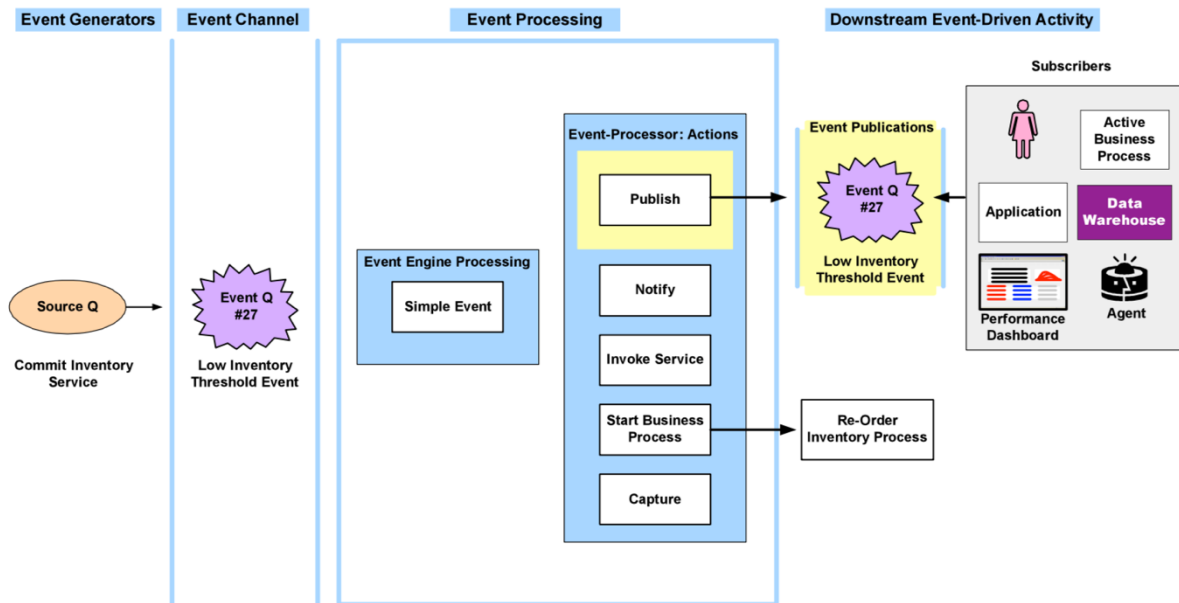 Event Generators
Event Channel
Event Processing
Downstream Event-Driven Activity
Source Q
Commit Inventory
Service
Event Q
#27
Low Inventory
Threshold Event
Event Engine Processing
Simple Event
Event-Processor: Actions
Publish
Notify
Invoke Service
Start Business
Process
Capture
Event Publications
Event Q
#27
Low Inventory
Threshold Event
Re-Order
Inventory Process
Subscribers
Active
Business
Process
Application
Data
Warehouse
Performance
Dashboard
Agent